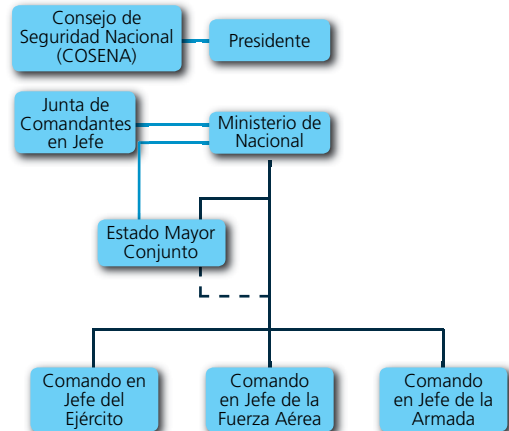 Consejo de
Seguridad Nacional
(COSENA)
Presidente
Junta de
Comandantes
en Jefe
Ministerio de
Nacional
Estado Mayor
Conjunto
Comando en
Jefe del
Ejército
Comando
en Jefe de la
Fuerza Aérea
Comando
en Jefe de la
Armada